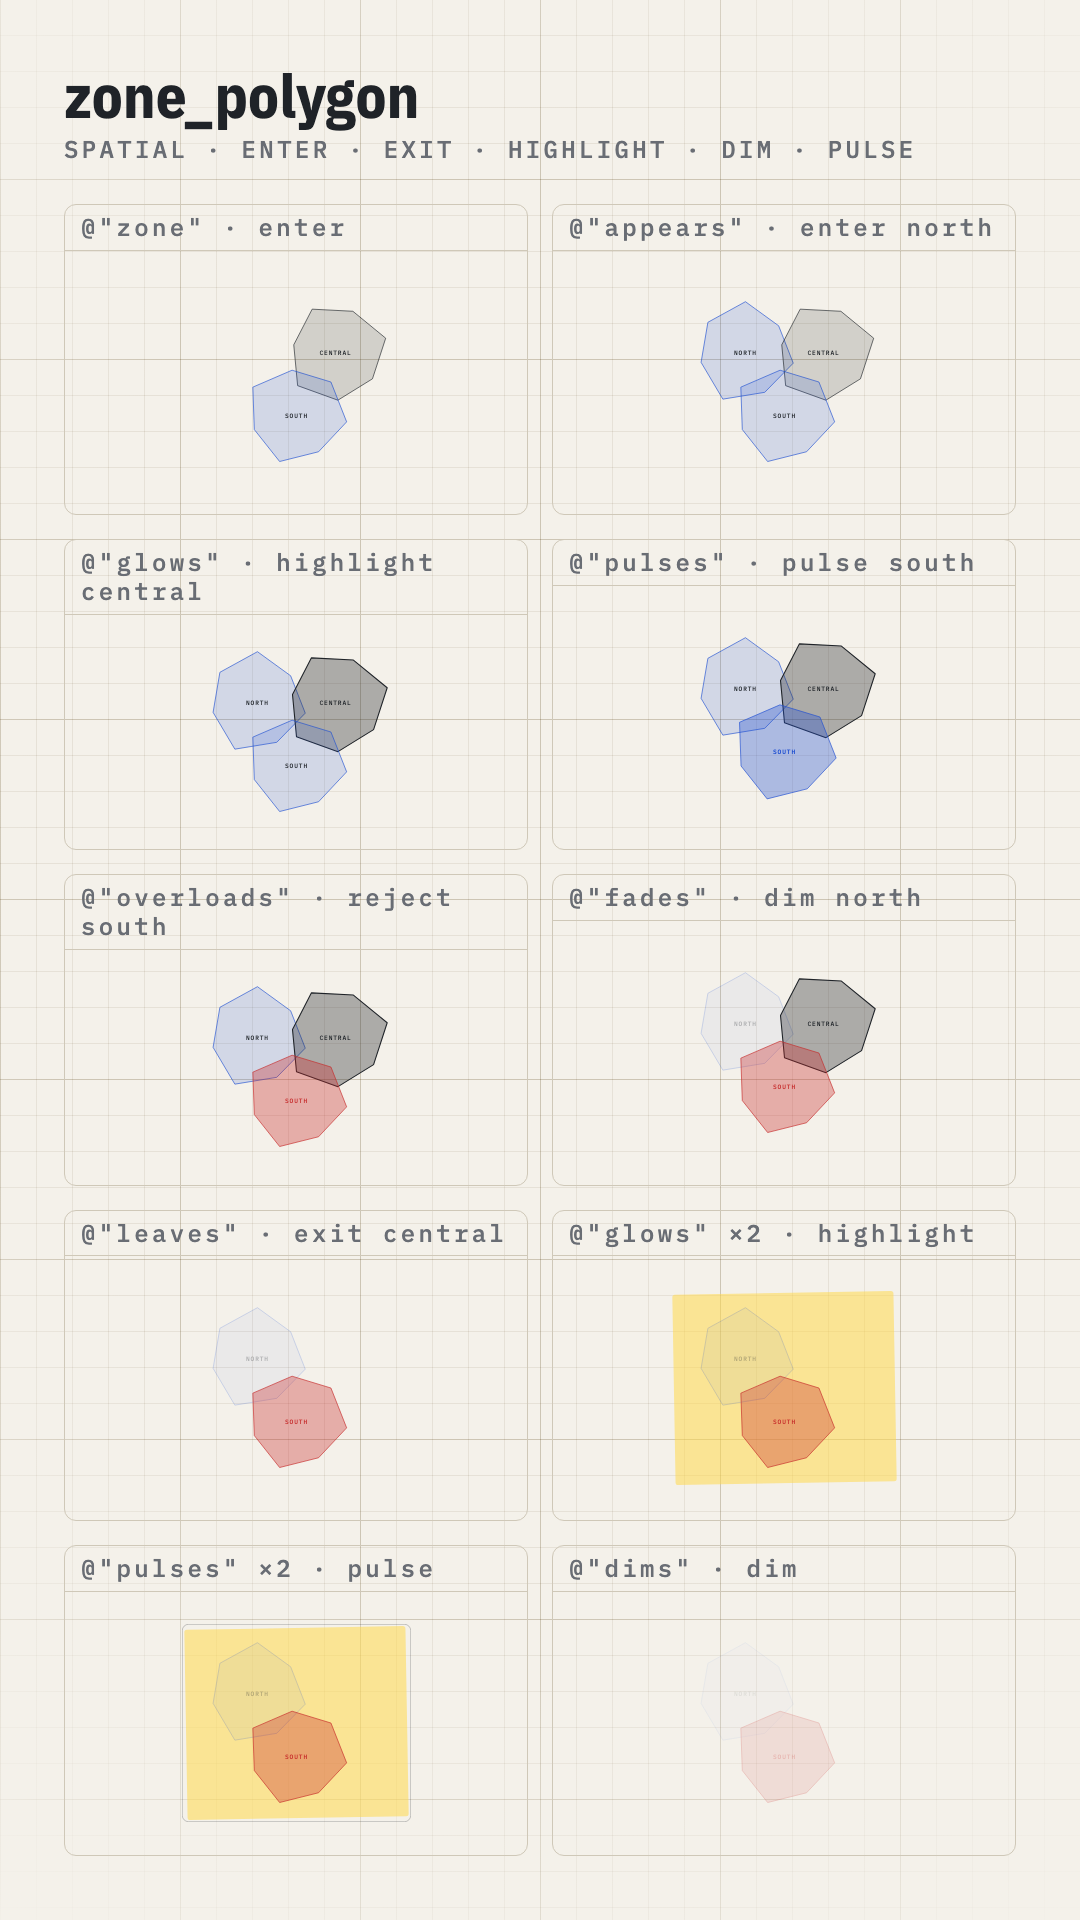 zone_polygon
SPATIAL · ENTER · EXIT · HIGHLIGHT · DIM · PULSE
@"zone" · enter
CENTRAL
SOUTH
@"appears" · enter north
NORTH
CENTRAL
SOUTH
@"glows" · highlight
central
NORTH
CENTRAL
SOUTH
@"pulses" · pulse south
NORTH
CENTRAL
SOUTH
@"overloads" · reject
south
NORTH
CENTRAL
SOUTH
@"fades" · dim north
NORTH
CENTRAL
SOUTH
@"leaves" · exit central
NORTH
SOUTH
@"glows" ×2 · highlight
NORTH
SOUTH
@"pulses" ×2 · pulse
NORTH
SOUTH
@"dims" · dim
NORTH
SOUTH